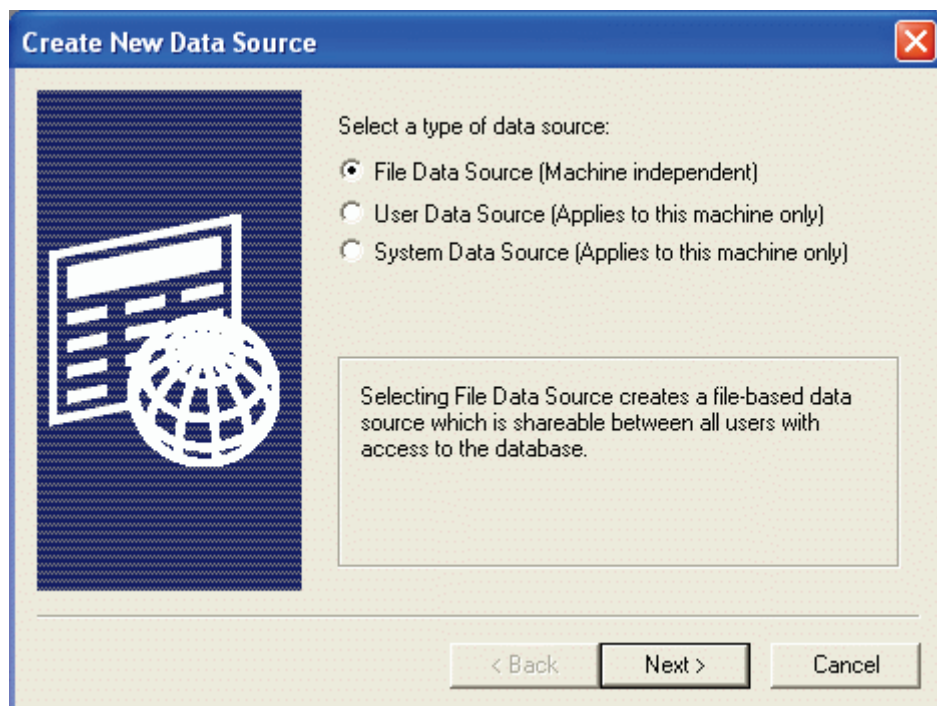 Create New Data Source
Select a type of data source:
File Data Source (Machine independent)
User Data Source (Applies to this machine only)
System Data Source (Applies to this machine only)
Selecting File Data Source creates a file-based data
source which is shareable between all users with
access to the database.
< Back Next > Cancel